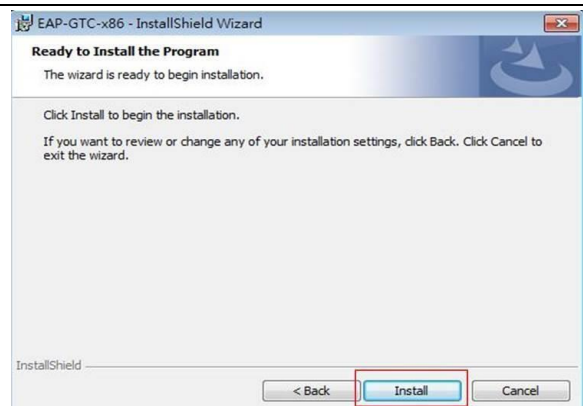 EAP-GTC-x86 - InstallShield Wizard
Ready to Install the Program
The wizard is ready to begin installation.
Click Install to begin the installation.
If you want to review or change any of your installation settings, click Back. Click Cancel to
exit the wizard.
InstallShield
< Back
Install
Cancel